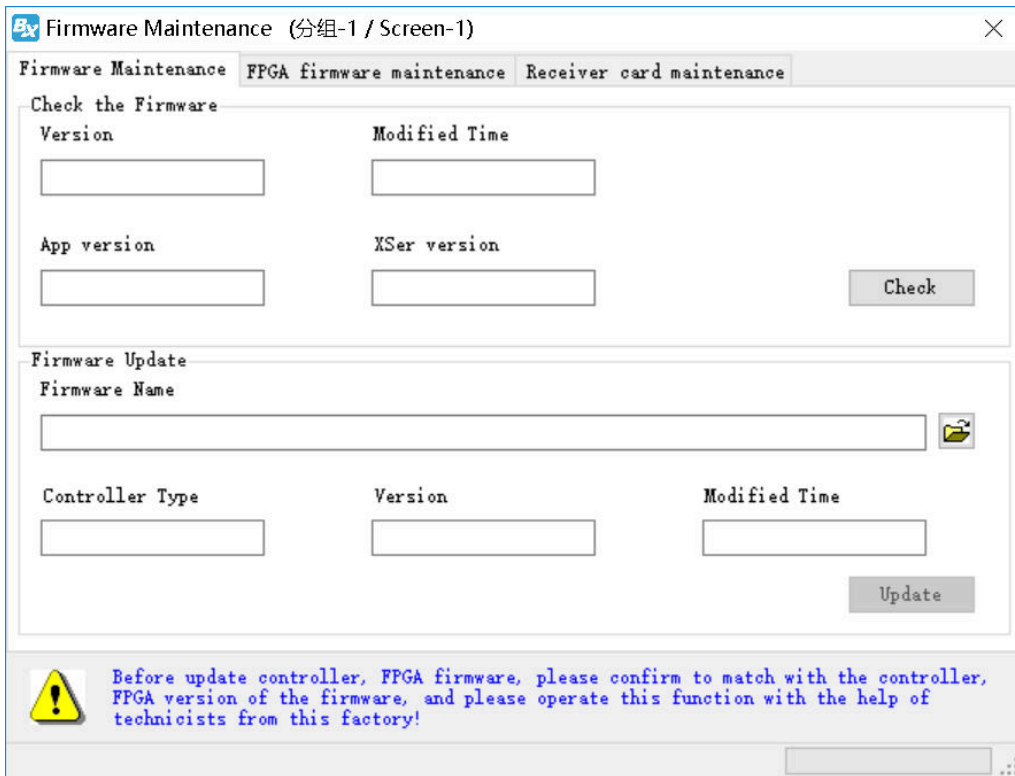 BX Firmware Maintenance (分组-1 / Screen-1)
Firmware Maintenance FPGA firmware maintenance Receiver card maintenance
Check the Firmware
Version Modified Time
App version XSer version
Check
Firmware Update
Firmware Name
Controller Type Version Modified Time
Update
Before update controller, FPGA firmware, please confirm to match with the controller,
FPGA version of the firmware, and please operate this function with the help of
technicists from this factory!